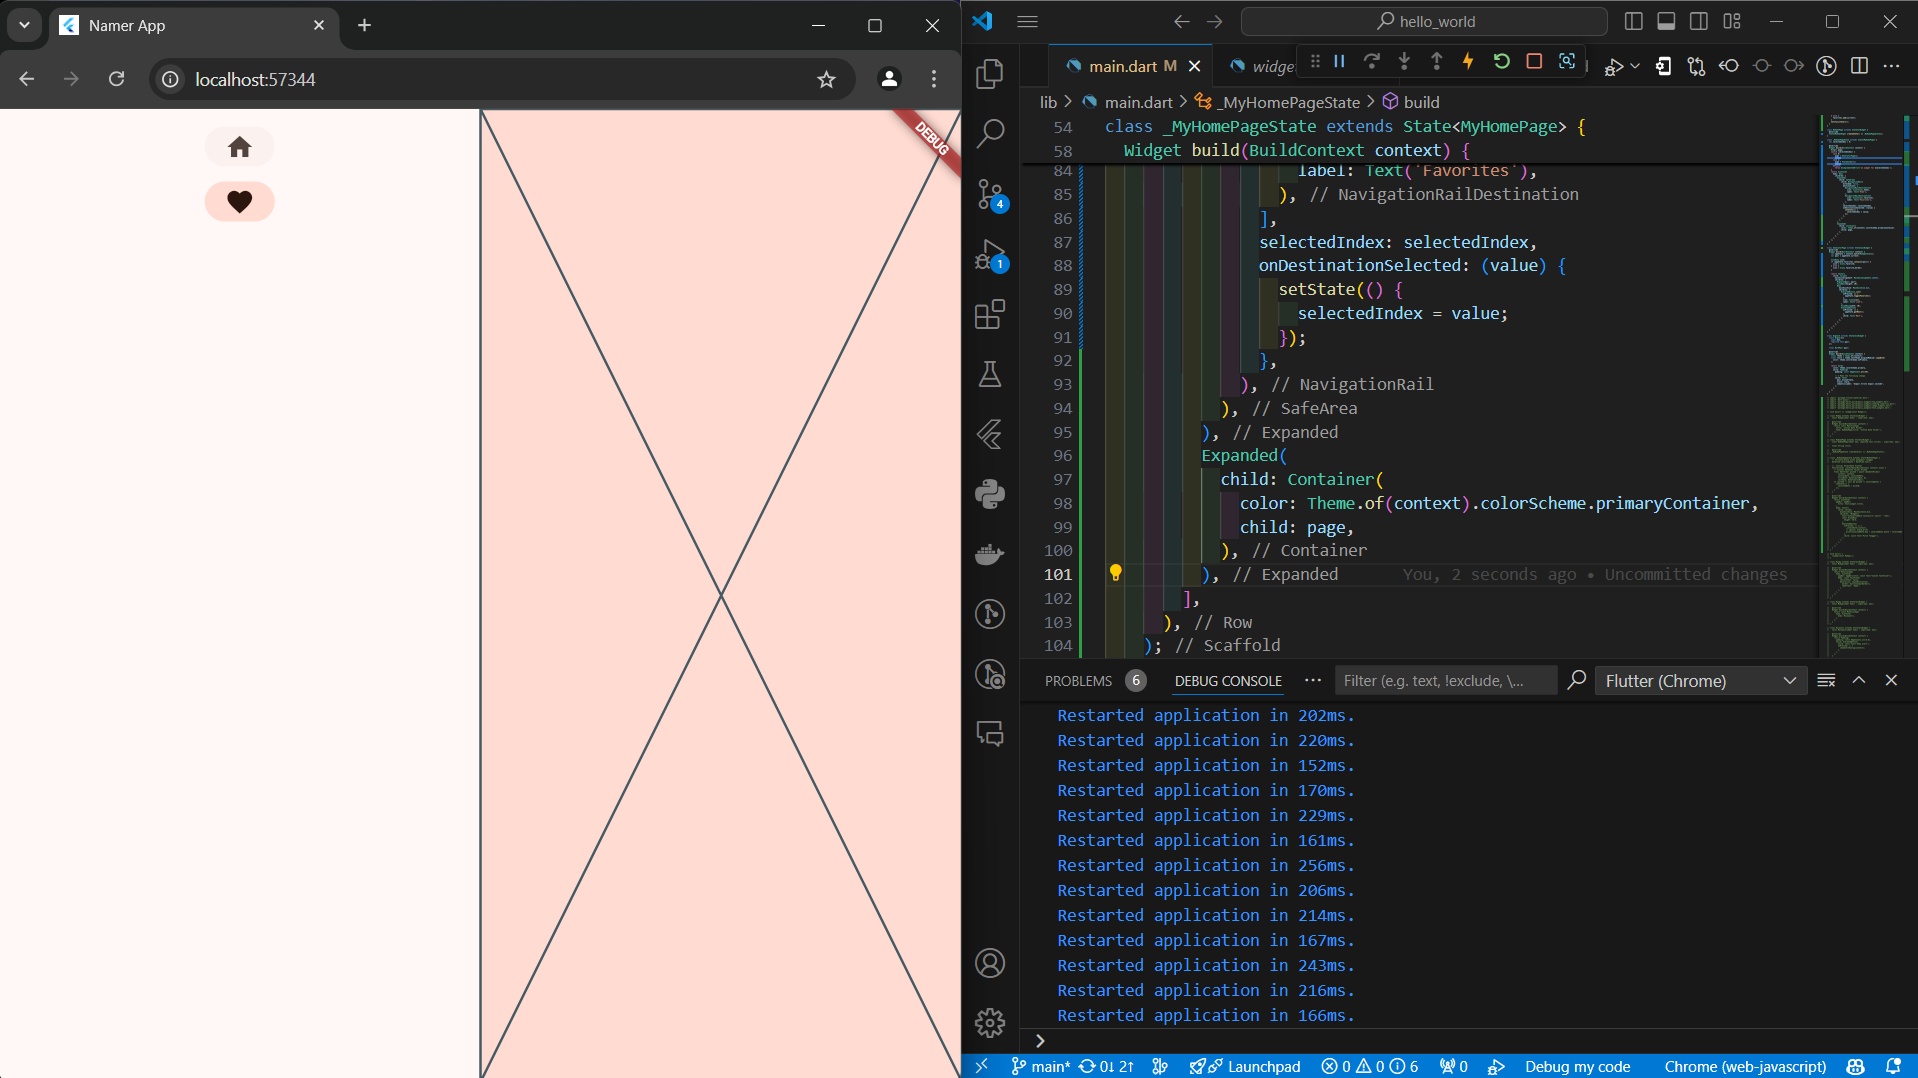 Namer App
localhost:57344
DEBUG
hello_world
main.dart M
widge
lib > main.dart > _MyHomePageState > build
54 class _MyHomePageState extends State<MyHomePage> {
58 Widget build(BuildContext context) {
84 label: Text('Favorites'),
85 ), // NavigationRailDestination
86 ],
87 selectedIndex: selectedIndex,
88 onDestinationSelected: (value) {
89 setState(() {
90 selectedIndex = value;
91 });
92 },
93 ), // NavigationRail
94 ), // SafeArea
95 ), // Expanded
96 Expanded(
97 child: Container(
98 color: Theme.of(context).colorScheme.primaryContainer,
99 child: page,
100 ), // Container
101 ), // Expanded You, 2 seconds ago • Uncommitted changes
102 ],
103 ), // Row
104 ); // Scaffold
4
1
PROBLEMS 6 DEBUG CONSOLE ··· Filter (e.g. text, !exclude, \... Flutter (Chrome)
Restarted application in 202ms.
Restarted application in 220ms.
Restarted application in 152ms.
Restarted application in 170ms.
Restarted application in 229ms.
Restarted application in 161ms.
Restarted application in 256ms.
Restarted application in 206ms.
Restarted application in 214ms.
Restarted application in 167ms.
Restarted application in 243ms.
Restarted application in 216ms.
Restarted application in 166ms.
main* 0↓ 2↑ Launchpad 0 0 6 0 Debug my code Chrome (web-javascript)